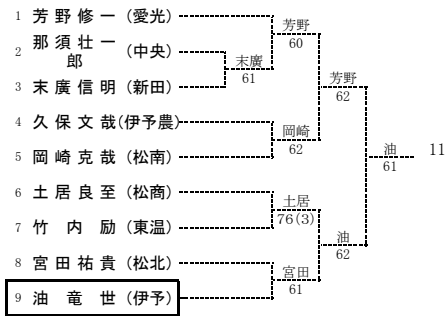 1 芳野修一 (愛光)
芳野
60
2 那須壮一郎 (中央)
末廣
61
3 末廣信明 (新田)
芳野
62
4 久保文哉 (伊予農)
岡崎
62
5 岡崎克哉 (松南)
油
61
11
6 土居良至 (松商)
土居
76(3)
7 竹内励 (東温)
油
62
8 宮田祐貴 (松北)
宮田
61
9 油竜世 (伊予)